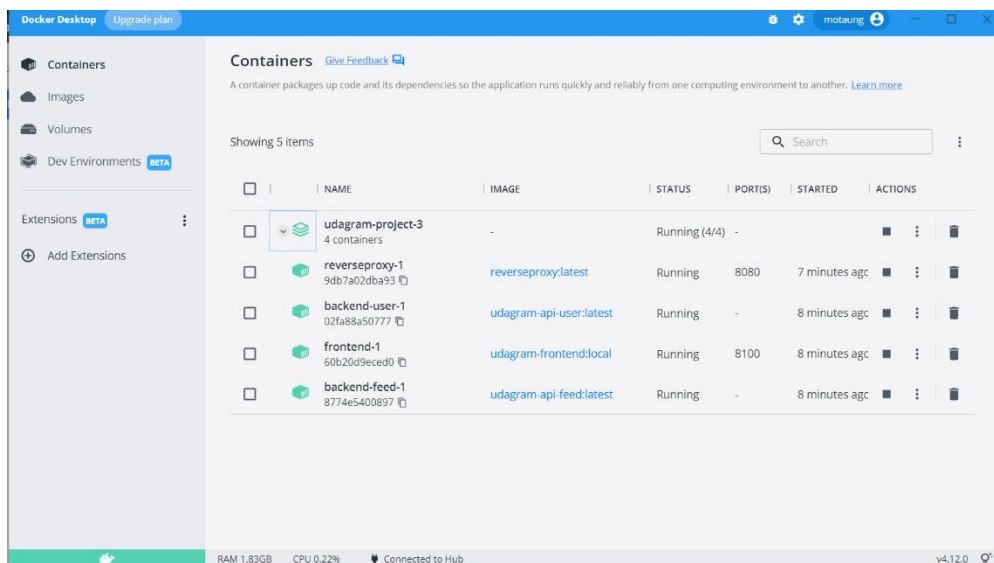 Docker Desktop Upgrade plan motaung
Containers
Images
Volumes
Dev Environments BETA
Extensions BETA
Add Extensions
Containers Give Feedback
A container packages up code and its dependencies so the application runs quickly and reliably from one computing environment to another. Learn more
Showing 5 items Search
NAME IMAGE STATUS PORT(S) STARTED ACTIONS
udagram-project-3 - Running (4/4) -
4 containers
reverseproxy-1 reverseproxy:latest Running 8080 7 minutes agc
9db7a02dba93
backend-user-1 udagram-api-user:latest Running - 8 minutes agc
02fa88a50777
frontend-1 udagram-frontend:local Running 8100 8 minutes agc
60b20d9eced0
backend-feed-1 udagram-api-feed:latest Running - 8 minutes agc
8774e5400897
RAM 1.83GB CPU 0.22% Connected to Hub v4.12.0